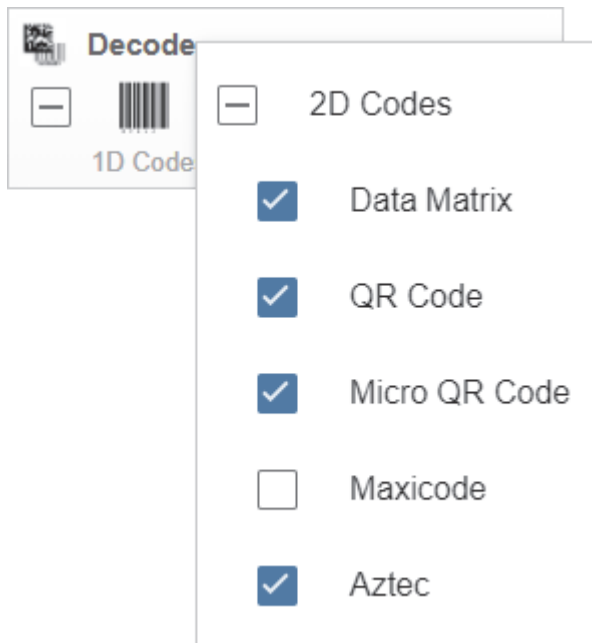 Decode
1D Code
2D Codes
Data Matrix
QR Code
Micro QR Code
Maxicode
Aztec